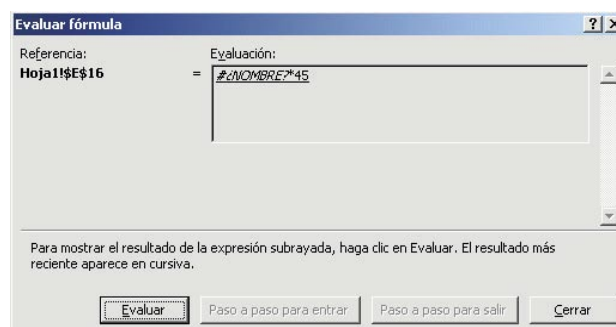 Evaluar fórmula
Referencia:
Evaluación:
Hoja1!$E$16
=
#¿NOMBRE?*45
Para mostrar el resultado de la expresión subrayada, haga clic en Evaluar. El resultado más
reciente aparece en cursiva.
Evaluar
Paso a paso para entrar
Paso a paso para salir
Cerrar